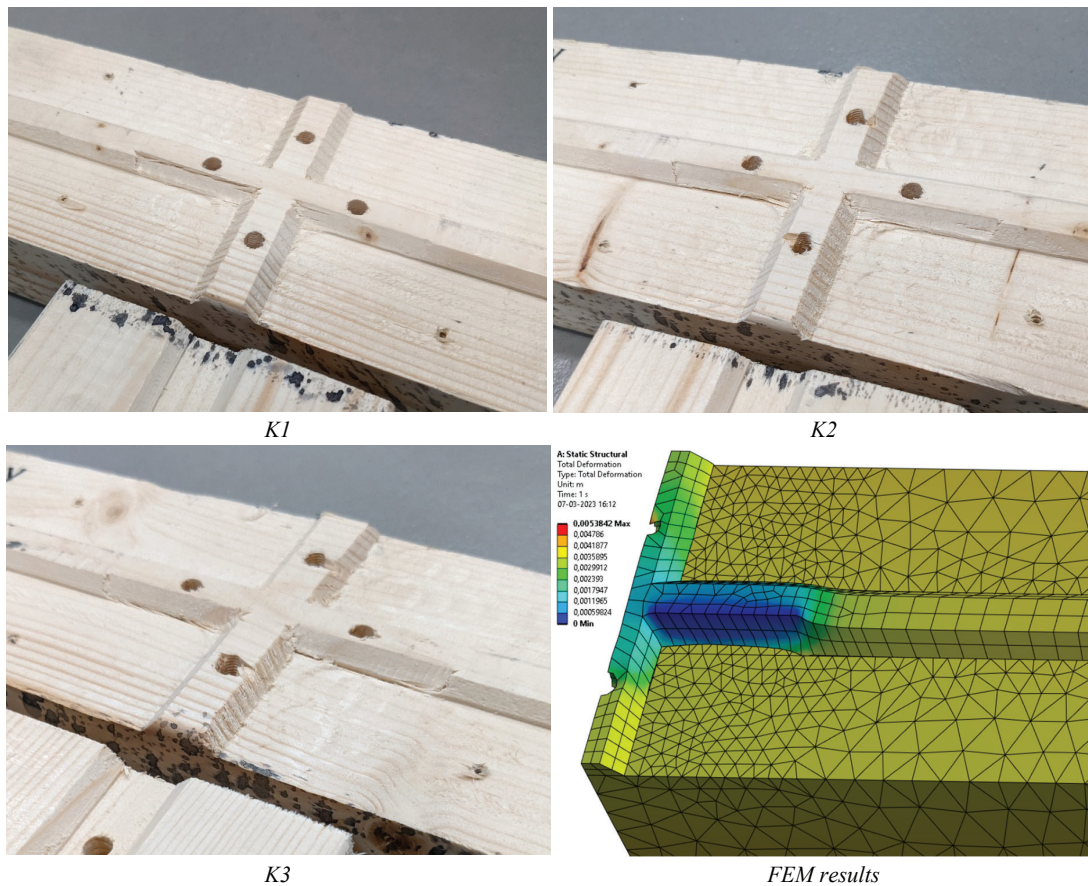 K1
K2
A: Static Structural
Total Deformation
Type: Total Deformation
Unit: m
Time: 1 s
07-03-2023 16:12
0,0053842 Max
0,004786
0,0041877
0,0035895
0,0029912
0,002393
0,0017947
0,0011965
0,00059824
0 Min
K3
FEM results